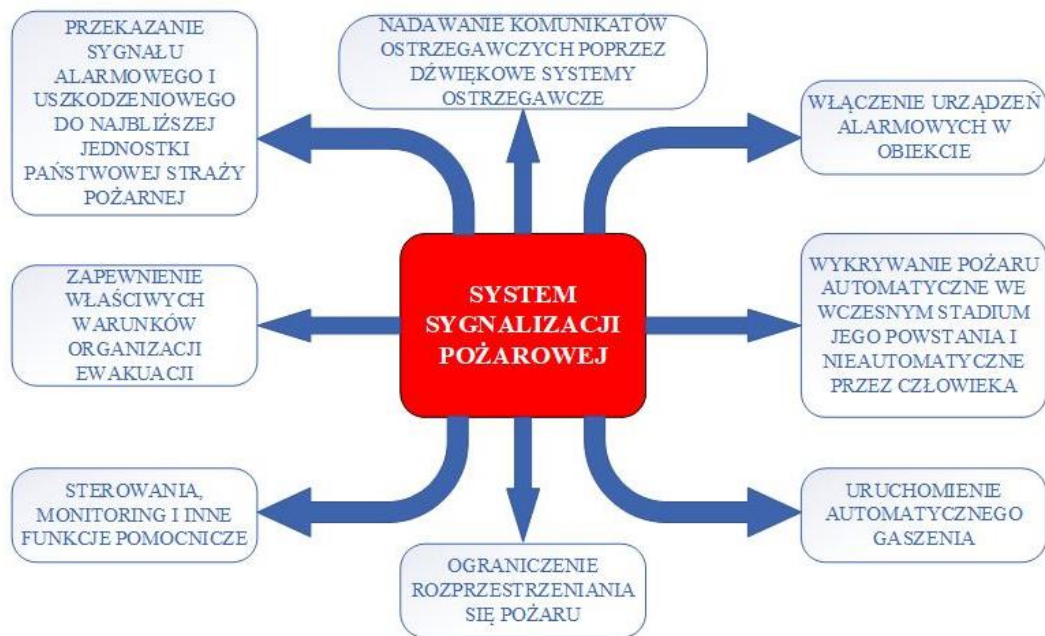 PRZEKAZANIE
SYGNAŁU
ALARMOWEGO I
USZKODZENIOWEGO
DO NAJBLIŻSZEJ
JEDNOSTKI
PAŃSTWOWEJ STRAŻY
POŻARNEJ
NADAWANIE KOMUNIKATÓW
OSTRZEGAWCZYCH POPRZEZ
DŹWIĘKOWE SYSTEMY
OSTRZEGAWCZE
WŁĄCZENIE URZĄDZEŃ
ALARMOWYCH W
OBIEKCIE
ZAPEWNIENIE
WŁAŚCIWYCH
WARUNKÓW
ORGANIZACJI
EWAKUACJI
SYSTEM
SYGNALIZACJI
POŻAROWEJ
WYKRYWANIE POŻARU
AUTOMATYCZNE WE
WCZESNYM STADIUM
JEGO POWSTANIA I
NIEAUTOMATYCZNE
PRZEZ CZŁOWIEKA
STEROWANIA,
MONITORING I INNE
FUNKCJE POMOCNICZE
OGRANICZENIE
ROZPRZESTRZENIANIA
SIĘ POŻARU
URUCHOMIENIE
AUTOMATYCZNEGO
GASZENIA